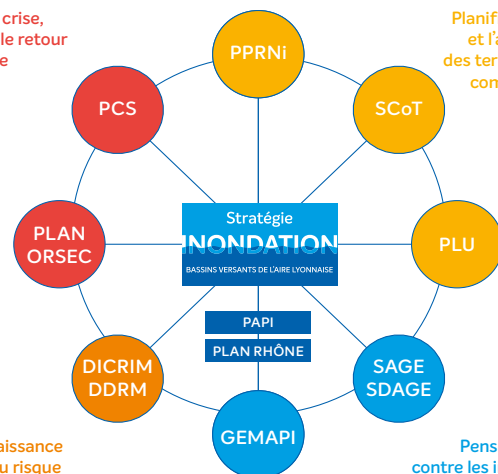 crise,
le retour
e
Planif
et l'a
des ter
com
PPRNi
PCS
SCoT
PLAN
ORSEC
Stratégie
INONDATION
BASSINS VERSANTS DE L'AIRE LYONNAISE
PLU
PAPI
PLAN RHÔNE
DICRIM
DDRM
SAGE
SDAGE
GEMAPI
aissance
u risque
Pens
contre les i